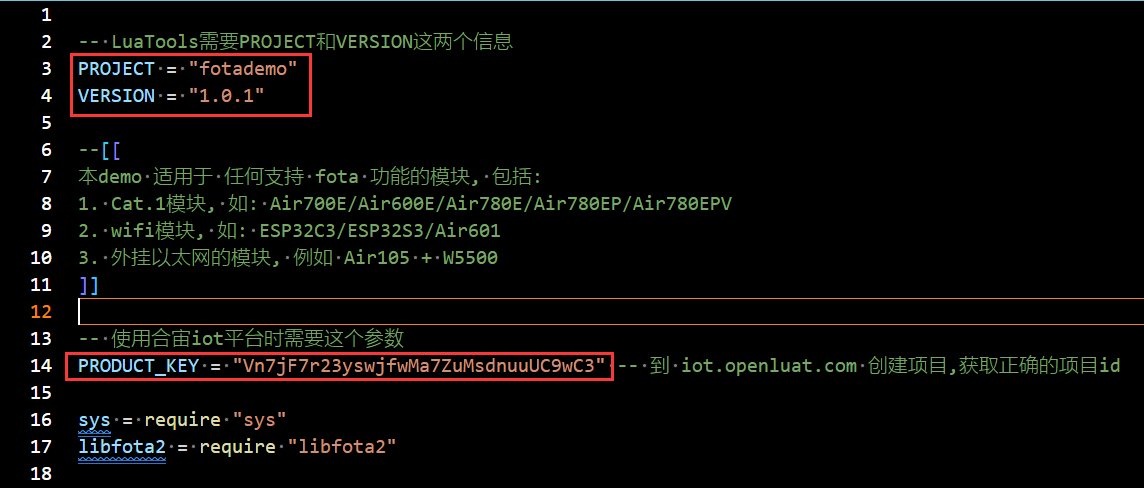 1
2 -- LuaTools需要PROJECT和VERSION这两个信息
3 PROJECT = "fotademo"
4 VERSION = "1.0.1"
5
6 --[[
7 本demo 适用于 任何支持 fota 功能的模块, 包括:
8 1. Cat.1模块, 如: Air700E/Air600E/Air780E/Air780EP/Air780EPV
9 2. wifi模块, 如: ESP32C3/ESP32S3/Air601
10 3. 外挂以太网的模块, 例如 Air105 + W5500
11 ]]
12
13 -- 使用合宙iot平台时需要这个参数
14 PRODUCT_KEY = "Vn7jF7r23yswjfwMa7ZuMsdnuuUC9wC3" -- 到 iot.openluat.com 创建项目,获取正确的项目id
15
16 sys = require "sys"
17 libfota2 = require "libfota2"
18